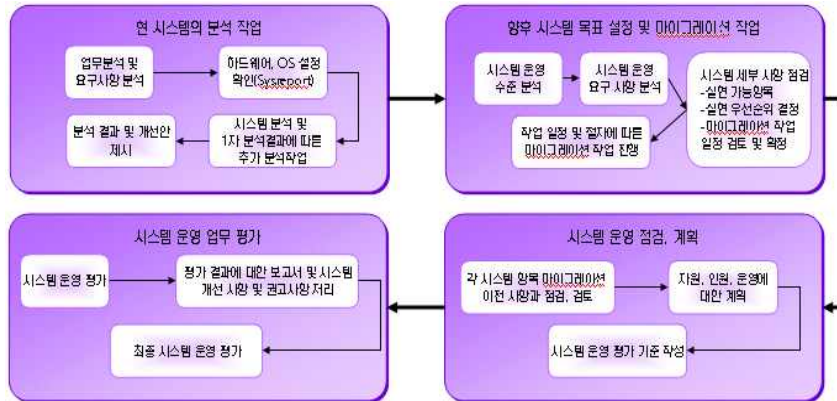 현 시스템의 분석 작업
업무분석 및
요구사항 분석
하드웨어, OS 설정
확인(Sysreport)
분석 결과 및 개선안
제시
시스템 분석 및
1차 분석결과에 따른
추가 분석작업
향후 시스템 목표 설정 및 마이그레이션 작업
시스템 운영
수준 분석
시스템 운영
요구 사항 분석
시스템 세부 사항 점검
-실현 가능항목
-실현 우선순위 결정
-마이그레이션 작업
일정 검토 및 확정
작업 일정 및 절차에 따른
마이그레이션 작업 진행
시스템 운영 업무 평가
시스템 운영 평가
평가 결과에 대한 보고서 및 시스템
개선 사항 및 권고사항 처리
최종 시스템 운영 평가
시스템 운영 점검, 계획
각 시스템 항목 마이그레이션
이전 사항과 점검, 검토
자원, 인원, 운영에
대한 계획
시스템 운영 평가 기준 작성